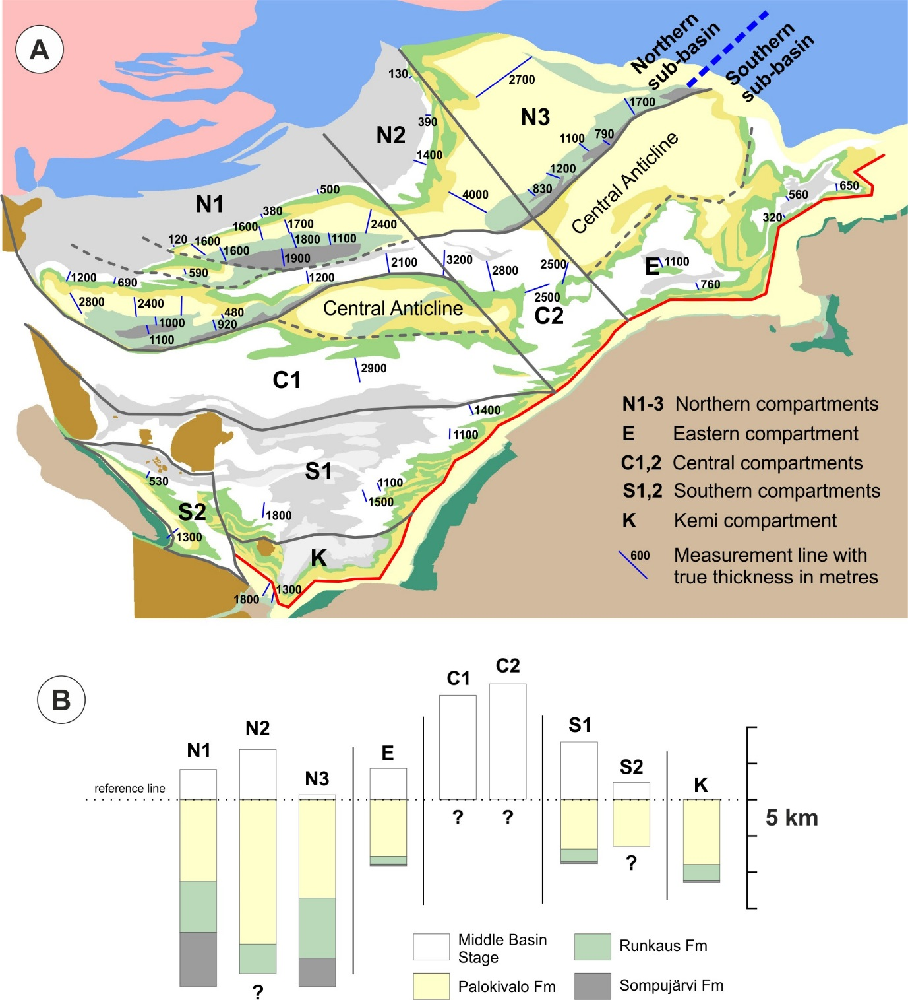 A
Northern
sub-basin
Southern
sub-basin
130
2700
N3
1700
390
N2
790
1100
1400
1200
Central Anticline
830
4000
500
N1
380
1600
1700
2400
650
560
320
120
1600
1800
1100
1600
1900
590
2100
3200
2800
2500
E
1100
1200
690
1200
760
2500
2800
2400
480
Central Anticline
C2
1000
920
1100
2900
C1
N1-3 Northern compartments
1400
E Eastern compartment
1100
C1,2 Central compartments
S1
530
1100
S1,2 Southern compartments
1500
S2
1800
K Kemi compartment
1300
K
600
Measurement line with
true thickness in metres
1300
1800
B
C1
C2
N1
N2
N3
E
S1
S2
K
reference line
?
?
5 km
?
?
Middle Basin
Stage
Runkaus Fm
Palokivalo Fm
Sompujärvi Fm